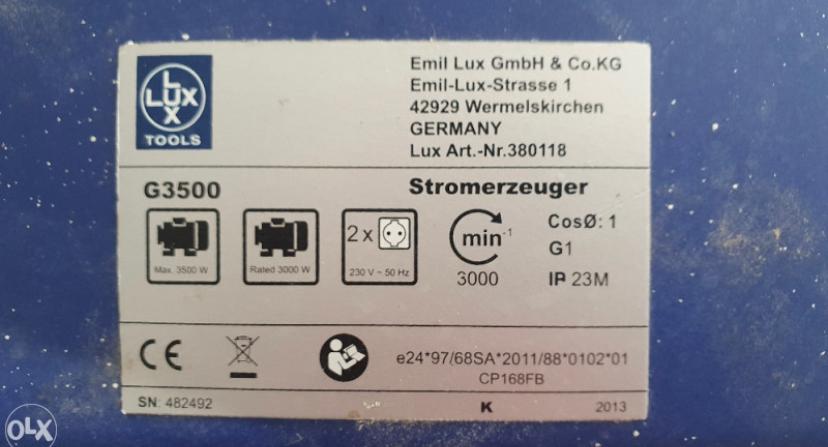 LUX
LUX
TOOLS
Emil Lux GmbH & Co.KG
Emil-Lux-Strasse 1
42929 Wermelskirchen
GERMANY
Lux Art.-Nr.380118
G3500
Stromerzeuger
Max. 3500 W
Rated 3000 W
2 x
230 V ~ 50 Hz
min⁻¹
3000
CosØ: 1
G1
IP 23M
CE
e24*97/68SA*2011/88*0102*01
CP168FB
SN: 482492
K
2013
OLX